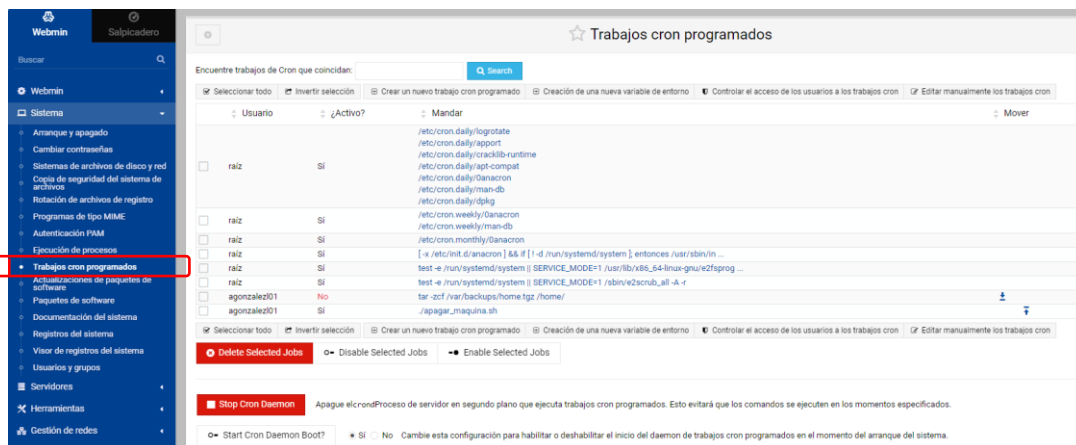 Webmin
Salpicadero
Buscar
Webmin
Sistema
Arranque y apagado
Cambiar contraseñas
Sistemas de archivos de disco y red
Copia de seguridad del sistema de
archivos
Rotación de archivos de registro
Programas de tipo MIME
Autenticación PAM
Ejecución de procesos
Trabajos cron programados
Actualizaciones de paquetes de
software
Paquetes de software
Documentación del sistema
Registros del sistema
Visor de registros del sistema
Usuarios y grupos
Servidores
Herramientas
Gestión de redes
Trabajos cron programados
Encuentre trabajos de Cron que coincidan: Search
Seleccionar todo Invertir selección Crear un nuevo trabajo cron programado Creación de una nueva variable de entorno Controlar el acceso de los usuarios a los trabajos cron Editar manualmente los trabajos cron
Usuario ¿Activo? Mandar Mover
/etc/cron.daily/logrotate
/etc/cron.daily/apport
/etc/cron.daily/cracklib-runtime
raíz Sí /etc/cron.daily/apt-compat
/etc/cron.daily/0anacron
/etc/cron.daily/man-db
/etc/cron.daily/dpkg
raíz Sí /etc/cron.weekly/0anacron
/etc/cron.weekly/man-db
raíz Sí /etc/cron.monthly/0anacron
raíz Sí [ -x /etc/init.d/anacron ] && if [ ! -d /run/systemd/system ]; entonces /usr/sbin/in ...
raíz Sí test -e /run/systemd/system || SERVICE_MODE=1 /usr/lib/x86_64-linux-gnu/e2fsprog ...
raíz Sí test -e /run/systemd/system || SERVICE_MODE=1 /sbin/e2scrub_all -A -r
agonzalezl01 No tar -zcf /var/backups/home.tgz /home/
agonzalezl01 Sí ./apagar_maquina.sh
Seleccionar todo Invertir selección Crear un nuevo trabajo cron programado Creación de una nueva variable de entorno Controlar el acceso de los usuarios a los trabajos cron Editar manualmente los trabajos cron
Delete Selected Jobs Disable Selected Jobs Enable Selected Jobs
Stop Cron Daemon Apague elcrondProceso de servidor en segundo plano que ejecuta trabajos cron programados. Esto evitará que los comandos se ejecuten en los momentos especificados.
Start Cron Daemon Boot? Sí No Cambie esta configuración para habilitar o deshabilitar el inicio del daemon de trabajos cron programados en el momento del arranque del sistema.